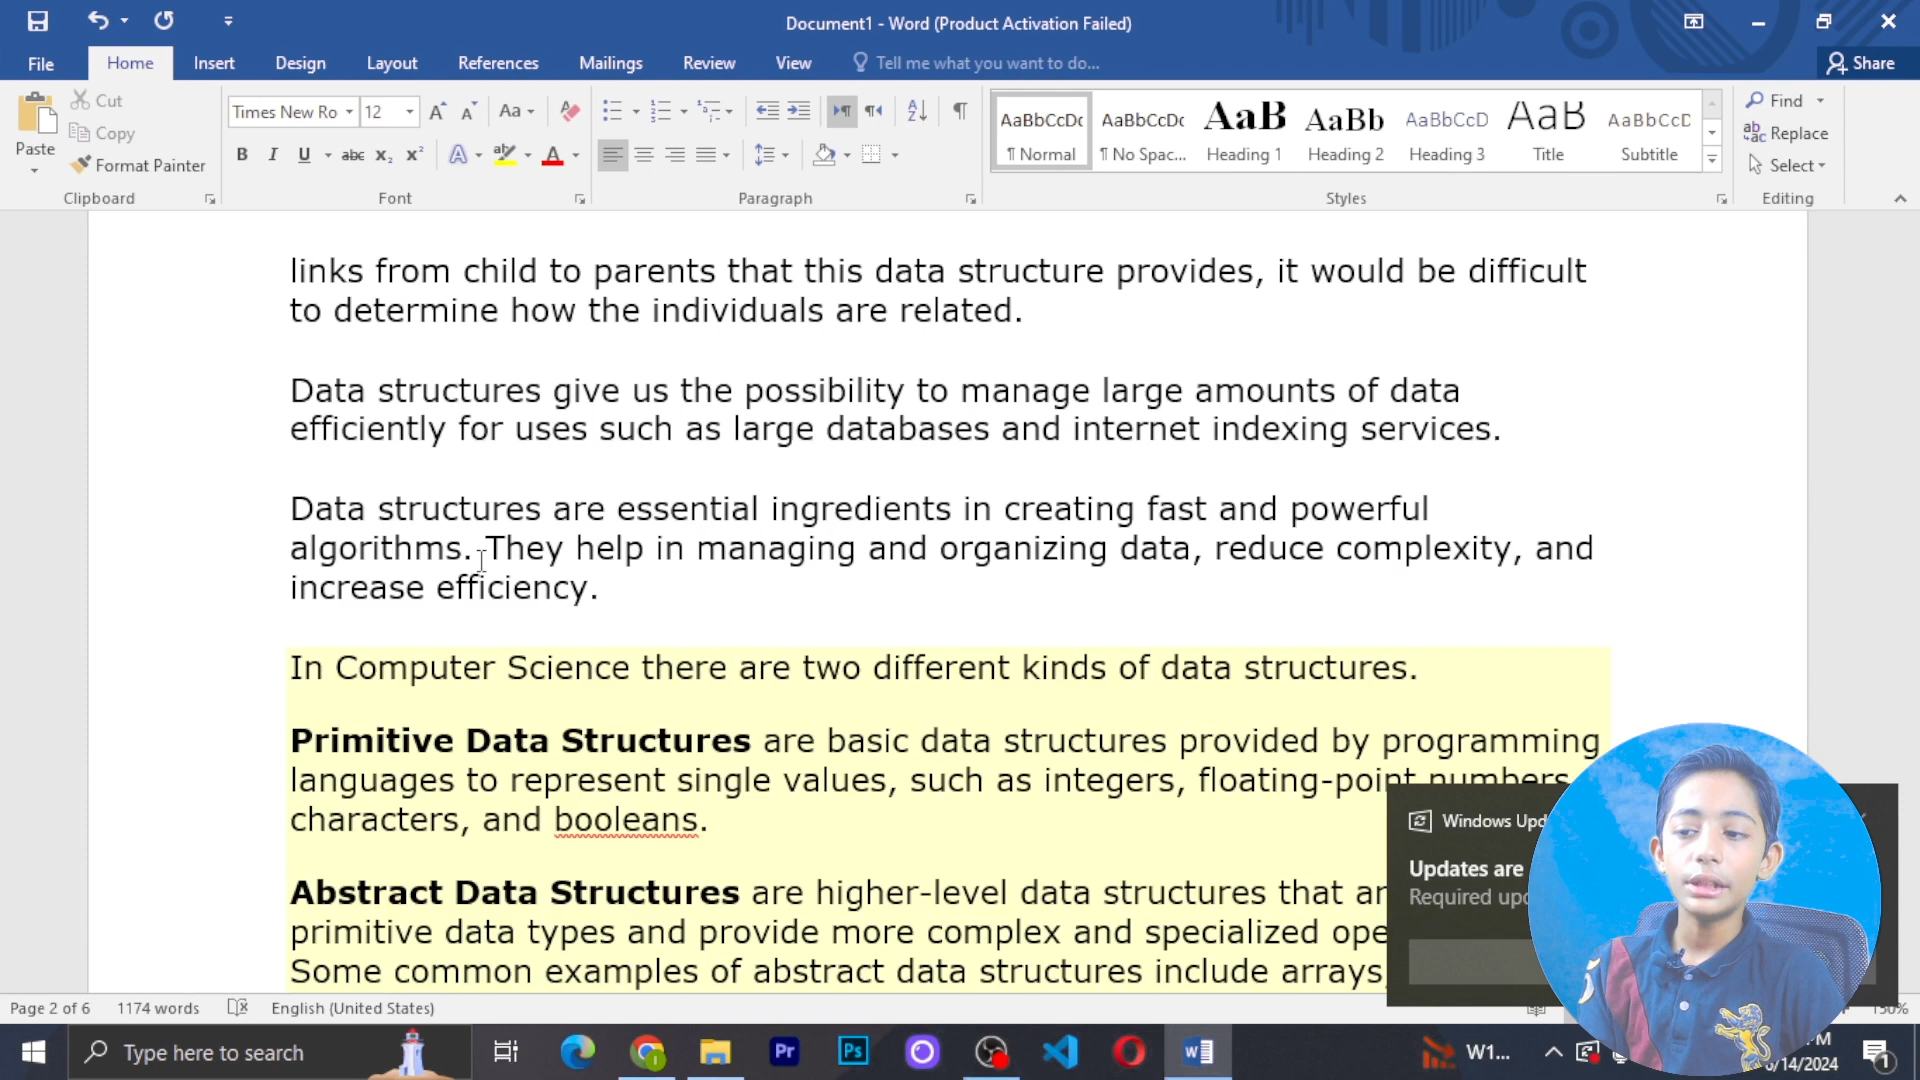 Document1 - Word (Product Activation Failed)
File Home Insert Design Layout References Mailings Review View Tell me what you want to do... Share
Paste Cut Copy Format Painter
Times New Ro 12
AaBbCcDc AaBbCcDc AaB AaBb AaBbCcD AaB AaBbCcD
¶ Normal ¶ No Spac... Heading 1 Heading 2 Heading 3 Title Subtitle
Find Replace Select
Clipboard Font Paragraph Styles Editing
links from child to parents that this data structure provides, it would be difficult
to determine how the individuals are related.
Data structures give us the possibility to manage large amounts of data
efficiently for uses such as large databases and internet indexing services.
Data structures are essential ingredients in creating fast and powerful
algorithms. They help in managing and organizing data, reduce complexity, and
increase efficiency.
In Computer Science there are two different kinds of data structures.
Primitive Data Structures are basic data structures provided by programming
languages to represent single values, such as integers, floating-point numbers
characters, and booleans.
Abstract Data Structures are higher-level data structures that
primitive data types and provide more complex and specialized
Some common examples of abstract data structures include arrays,
Windows
Updates are
Required
Page 2 of 6 1174 words English (United States) 150%
Type here to search
Pr
Ps
W1...
/14/2024
1